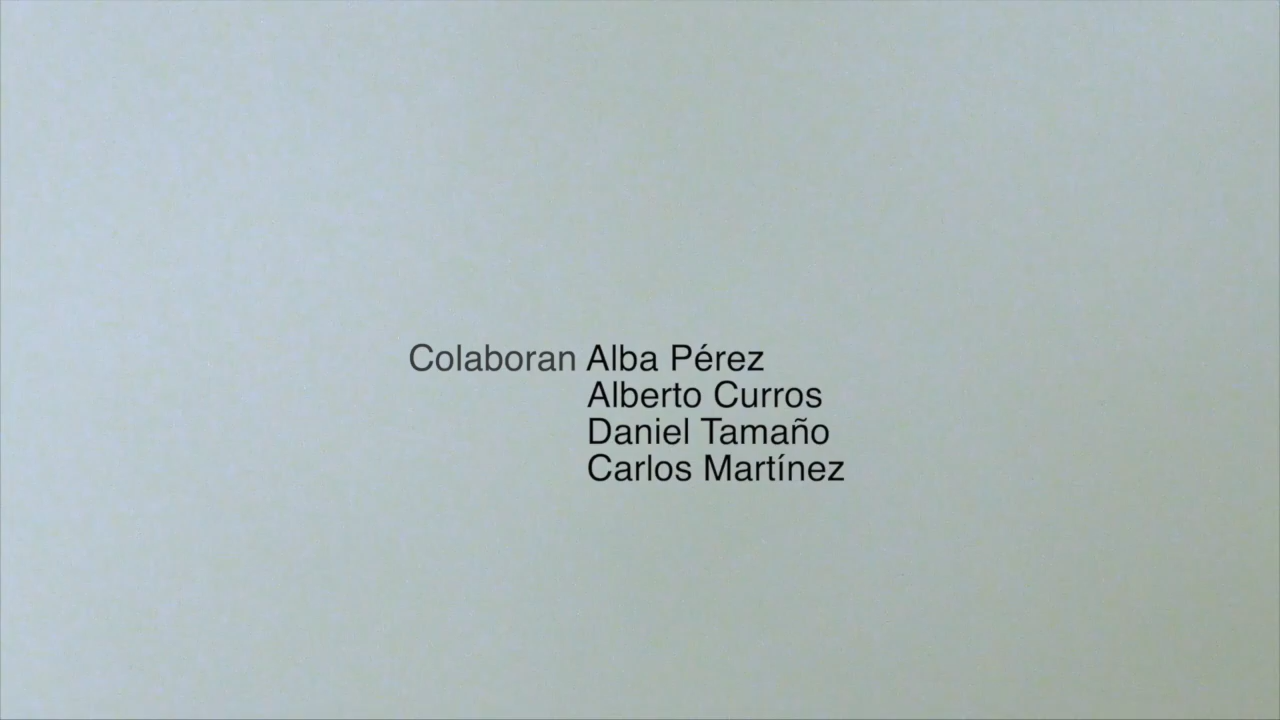 Colaboran Alba Pérez
Alberto Curros
Daniel Tamaño
Carlos Martínez